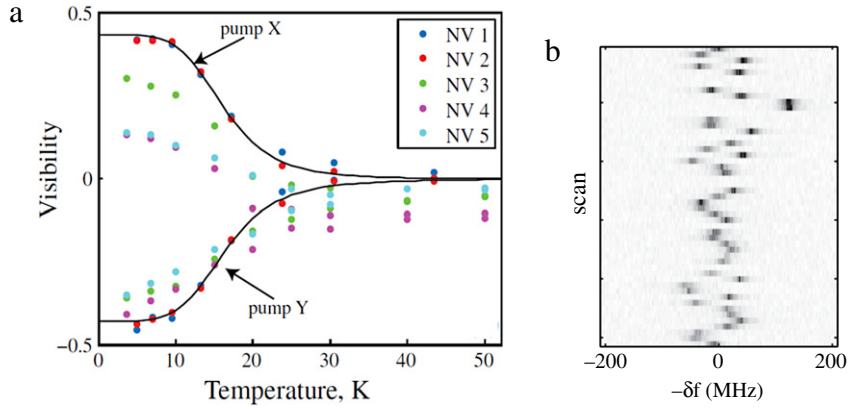 a
0.5
0
−0.5
Visibility
pump X
pump Y
NV 1
NV 2
NV 3
NV 4
NV 5
0 10 20 30 40 50
Temperature, K
b
scan
−200 0 200
−δf (MHz)